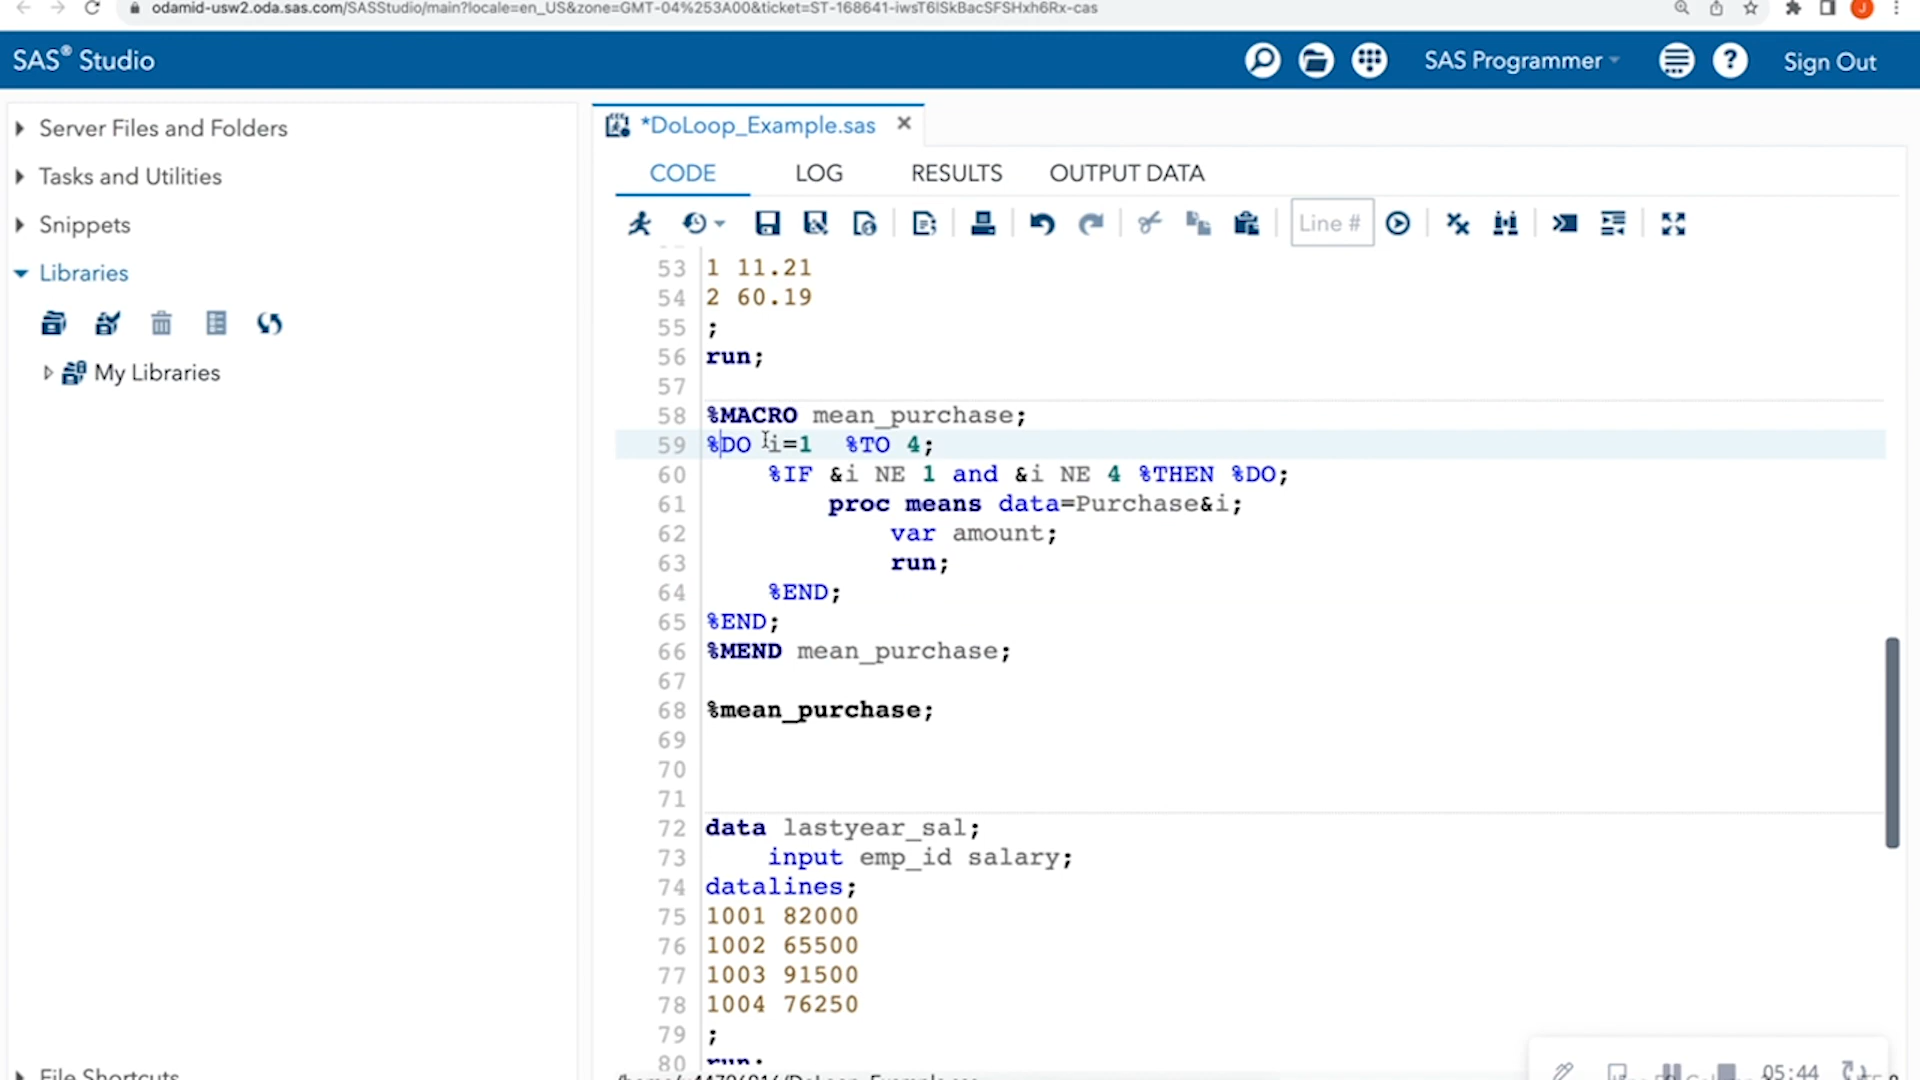 odamid-usw2.oda.sas.com/SASStudio/main?locale=en_US&zone=GMT-04%253A00&ticket=ST-168641-iwsT6lSkBacSFSHxh6Rx-cas
SAS® Studio
SAS Programmer
Sign Out
Server Files and Folders
Tasks and Utilities
Snippets
Libraries
My Libraries
File Shortcuts
*DoLoop_Example.sas
CODE LOG RESULTS OUTPUT DATA
Line #
53 1 11.21
54 2 60.19
55 ;
56 run;
57
58 %MACRO mean_purchase;
59 %DO i=1 %TO 4;
60 %IF &i NE 1 and &i NE 4 %THEN %DO;
61 proc means data=Purchase&i;
62 var amount;
63 run;
64 %END;
65 %END;
66 %MEND mean_purchase;
67
68 %mean_purchase;
69
70
71
72 data lastyear_sal;
73 input emp_id salary;
74 datalines;
75 1001 82000
76 1002 65500
77 1003 91500
78 1004 76250
79 ;
80 run;
05:44